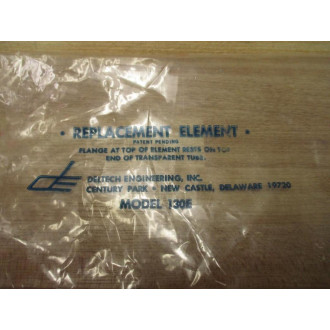 • REPLACEMENT ELEMENT •
PATENT PENDING
FLANGE AT TOP OF ELEMENT RESTS ON TOP
END OF TRANSPARENT TUBE.
DELTECH ENGINEERING, INC.
CENTURY PARK • NEW CASTLE, DELAWARE 19720
MODEL 130E